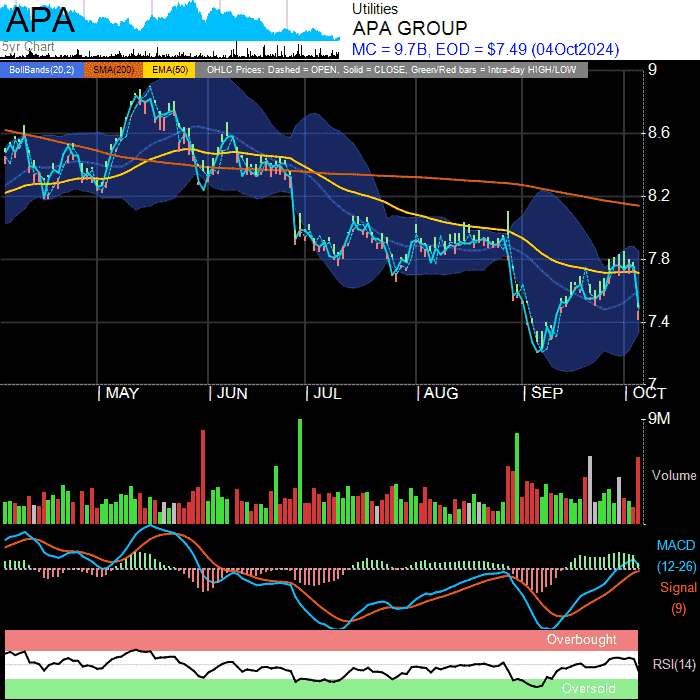 APA
5yr Chart
Utilities
APA GROUP
MC = 9.7B, EOD = $7.49 (04Oct2024)
BollBands(20,2) SMA(200) EMA(50) OHLC Prices: Dashed = OPEN, Solid = CLOSE, Green/Red bars = Intra-day HIGH/LOW
9
8.6
8.2
7.8
7.4
7
MAY JUN JUL AUG SEP OCT
9M
Volume
MACD
(12-26)
Signal
(9)
Overbought
RSI(14)
Oversold